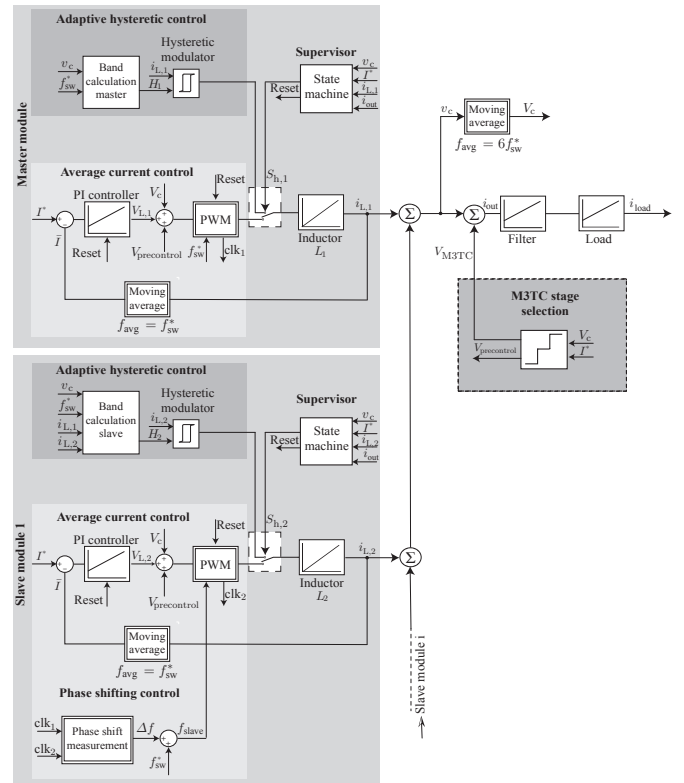 Master module
Adaptive hysteretic control
v_c
f*_sw
Band
calculation
master
i_L,1
H_1
Hysteretic
modulator
Supervisor
State
machine
v_c
I*
i_L,1
i_out
Reset
Average current control
I*
Ī
PI controller
Reset
V_L,1
V_c
V_precontrol
Reset
PWM
f*_sw
clk_1
S_h,1
Inductor
L_1
i_L,1
Moving
average
f_avg = f*_sw
Σ
v_c
Moving
average
V_c
f_avg = 6f*_sw
Σ
i_out
V_M3TC
Filter
Load
i_load
M3TC stage
selection
V_precontrol
V_c
I*
Slave module 1
Adaptive hysteretic control
v_c
f*_sw
i_L,1
i_L,2
Band
calculation
slave
i_L,2
H_2
Hysteretic
modulator
Supervisor
State
machine
v_c
I*
i_L,2
i_out
Reset
Average current control
I*
Ī
PI controller
Reset
V_L,2
V_c
V_precontrol
Reset
PWM
clk_2
S_h,2
Inductor
L_2
i_L,2
Σ
Moving
average
f_avg = f*_sw
Phase shifting control
clk_1
clk_2
Phase shift
measurement
Δf
f_slave
f*_sw
Slave module i